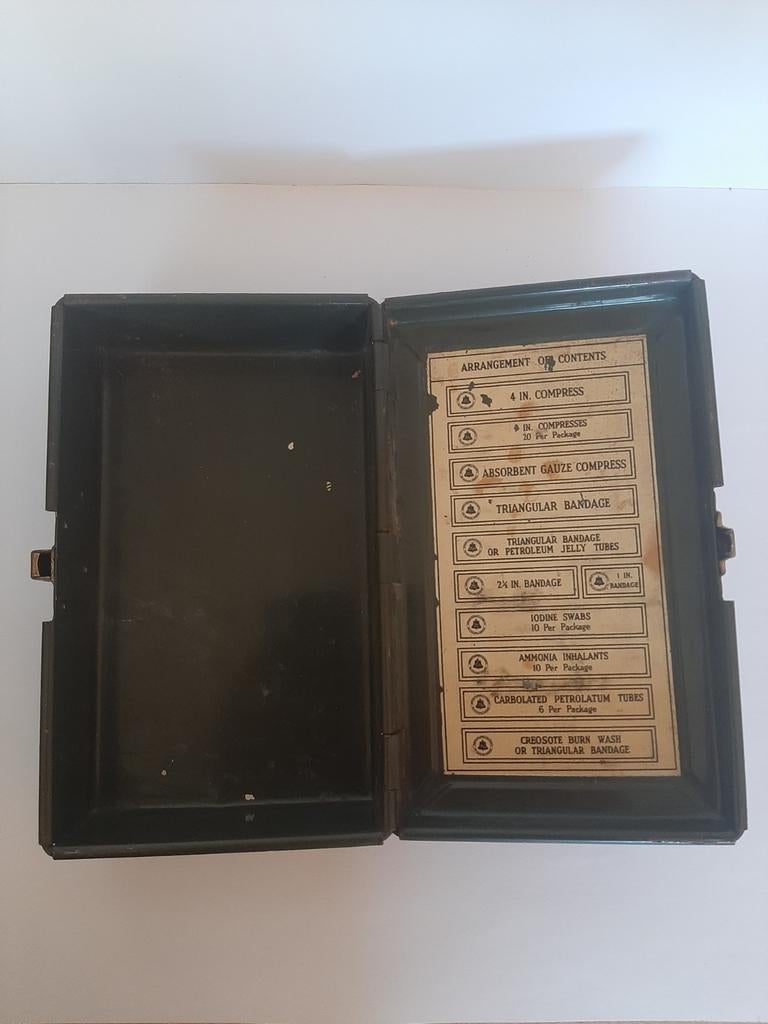 ARRANGEMENT OF CONTENTS
4 IN. COMPRESS
IN. COMPRESSES
20 Per Package
ABSORBENT GAUZE COMPRESS
TRIANGULAR BANDAGE
TRIANGULAR BANDAGE
OR PETROLEUM JELLY TUBES
2½ IN. BANDAGE
1 IN.
BANDAGE
IODINE SWABS
10 Per Package
AMMONIA INHALANTS
10 Per Package
CARBOLATED PETROLATUM TUBES
6 Per Package
CREOSOTE BURN WASH
OR TRIANGULAR BANDAGE